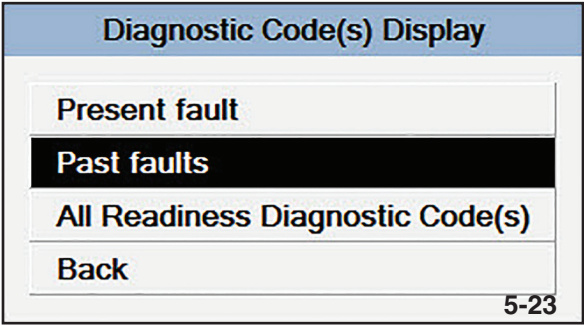 Diagnostic Code(s) Display
Present fault
Past faults
All Readiness Diagnostic Code(s)
Back
5-23